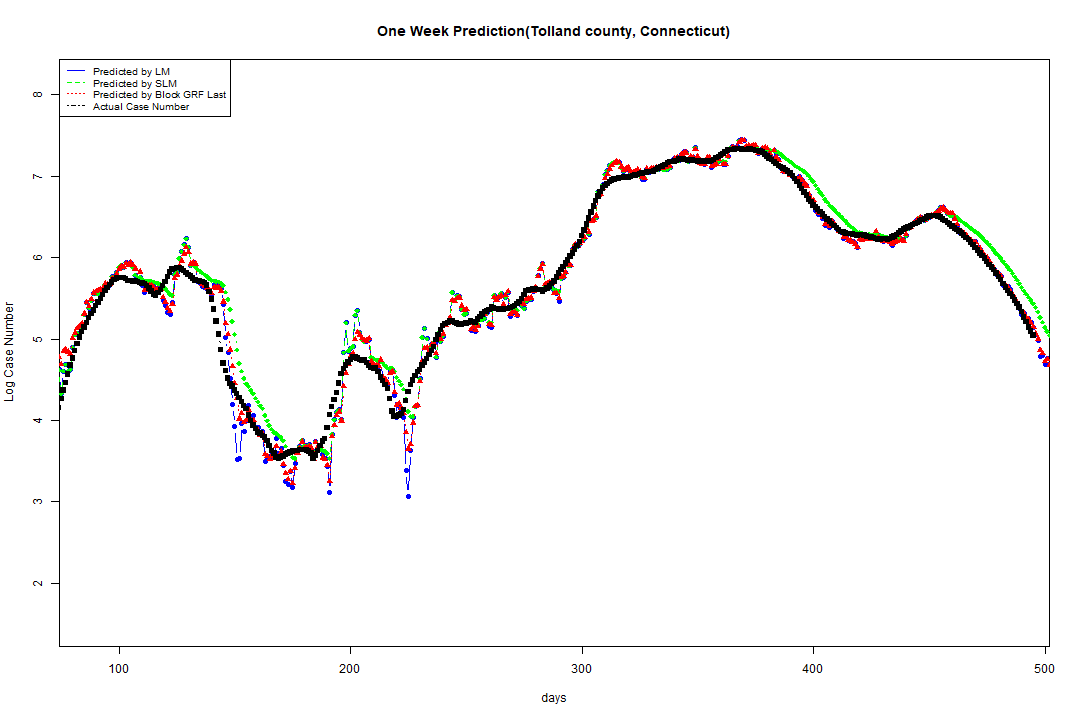 One Week Prediction(Tolland county, Connecticut)
Predicted by LM
Predicted by SLM
Predicted by Block GRF Last
Actual Case Number
8
7
6
5
4
3
2
Log Case Number
100 200 300 400 500
days